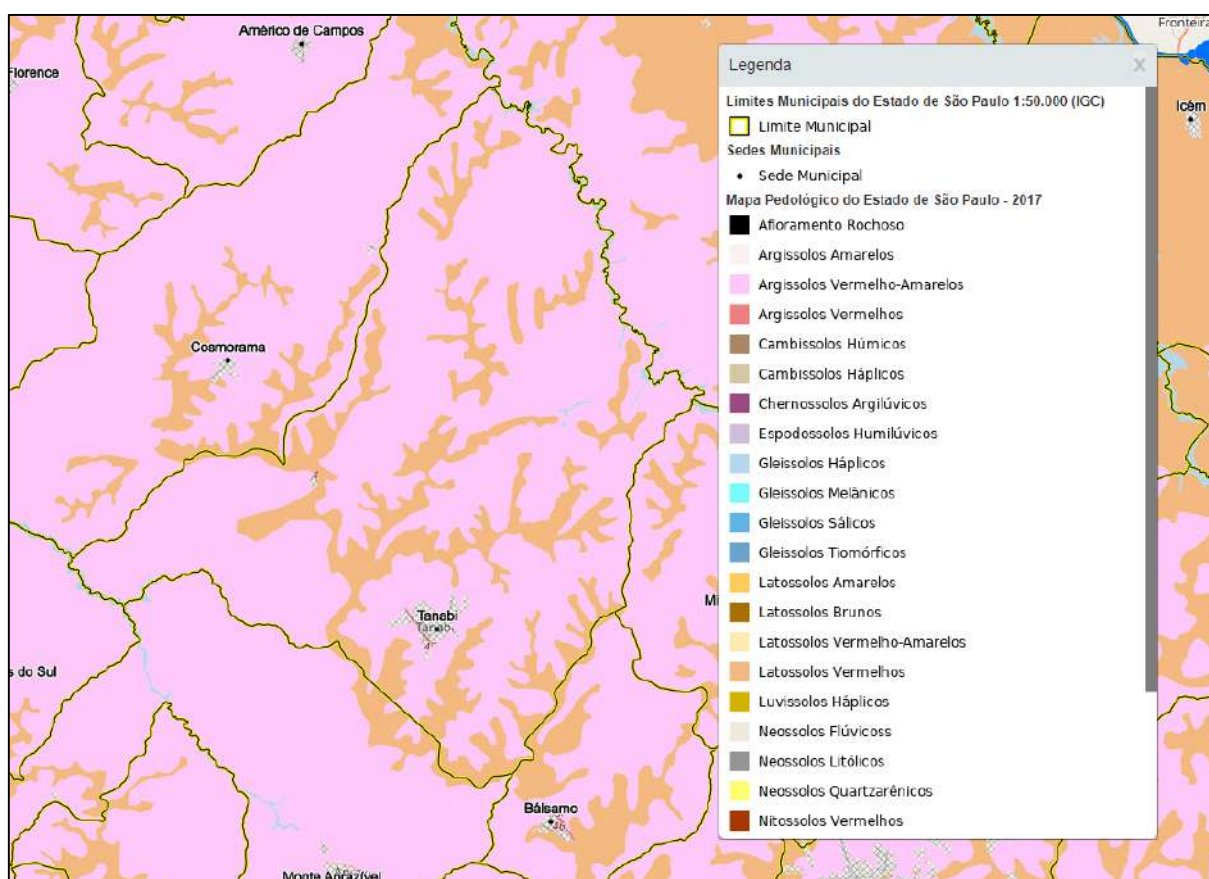 Américo de Campos
Florence
Cosmorama
Tanabi
Tanabi
Mi
s do Sul
Bálsamo
Monte Aprazível
Fronteira
Icém
Legenda
X
Limites Municipais do Estado de São Paulo 1:50.000 (IGC)
Limite Municipal
Sedes Municipais
Sede Municipal
Mapa Pedológico do Estado de São Paulo - 2017
Afloramento Rochoso
Argissolos Amarelos
Argissolos Vermelho-Amarelos
Argissolos Vermelhos
Cambissolos Húmicos
Cambissolos Háplicos
Chernossolos Argilúvicos
Espodossolos Humilúvicos
Gleissolos Háplicos
Gleissolos Melânicos
Gleissolos Sálicos
Gleissolos Tiomórficos
Latossolos Amarelos
Latossolos Brunos
Latossolos Vermelho-Amarelos
Latossolos Vermelhos
Luvissolos Háplicos
Neossolos Flúvicoss
Neossolos Litólicos
Neossolos Quartzarênicos
Nitossolos Vermelhos